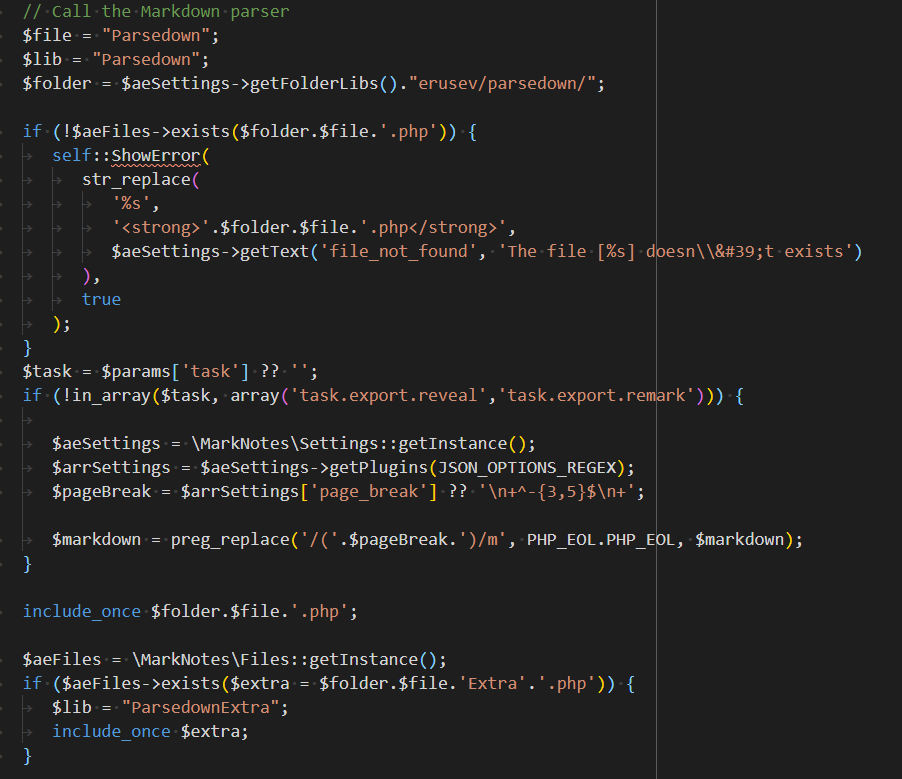 // Call the Markdown parser
$file = "Parsedown";
$lib = "Parsedown";
$folder = $aeSettings->getFolderLibs()."erusev/parsedown/";

if (!$aeFiles->exists($folder.$file.'.php')) {
    self::ShowError(
        str_replace(
            '%s',
            '<strong>'.$folder.$file.'.php</strong>',
            $aeSettings->getText('file_not_found', 'The file [%s] doesn\\&#39;t exists')
        ),
        true
    );
}
$task = $params['task'] ?? '';
if (!in_array($task, array('task.export.reveal','task.export.remark'))) {

    $aeSettings = \MarkNotes\Settings::getInstance();
    $arrSettings = $aeSettings->getPlugins(JSON_OPTIONS_REGEX);
    $pageBreak = $arrSettings['page_break'] ?? '\n+^-{3,5}$\n+';

    $markdown = preg_replace('/('.$pageBreak.')/m', PHP_EOL.PHP_EOL, $markdown);
}

include_once $folder.$file.'.php';

$aeFiles = \MarkNotes\Files::getInstance();
if ($aeFiles->exists($extra = $folder.$file.'Extra'.'.php')) {
    $lib = "ParsedownExtra";
    include_once $extra;
}